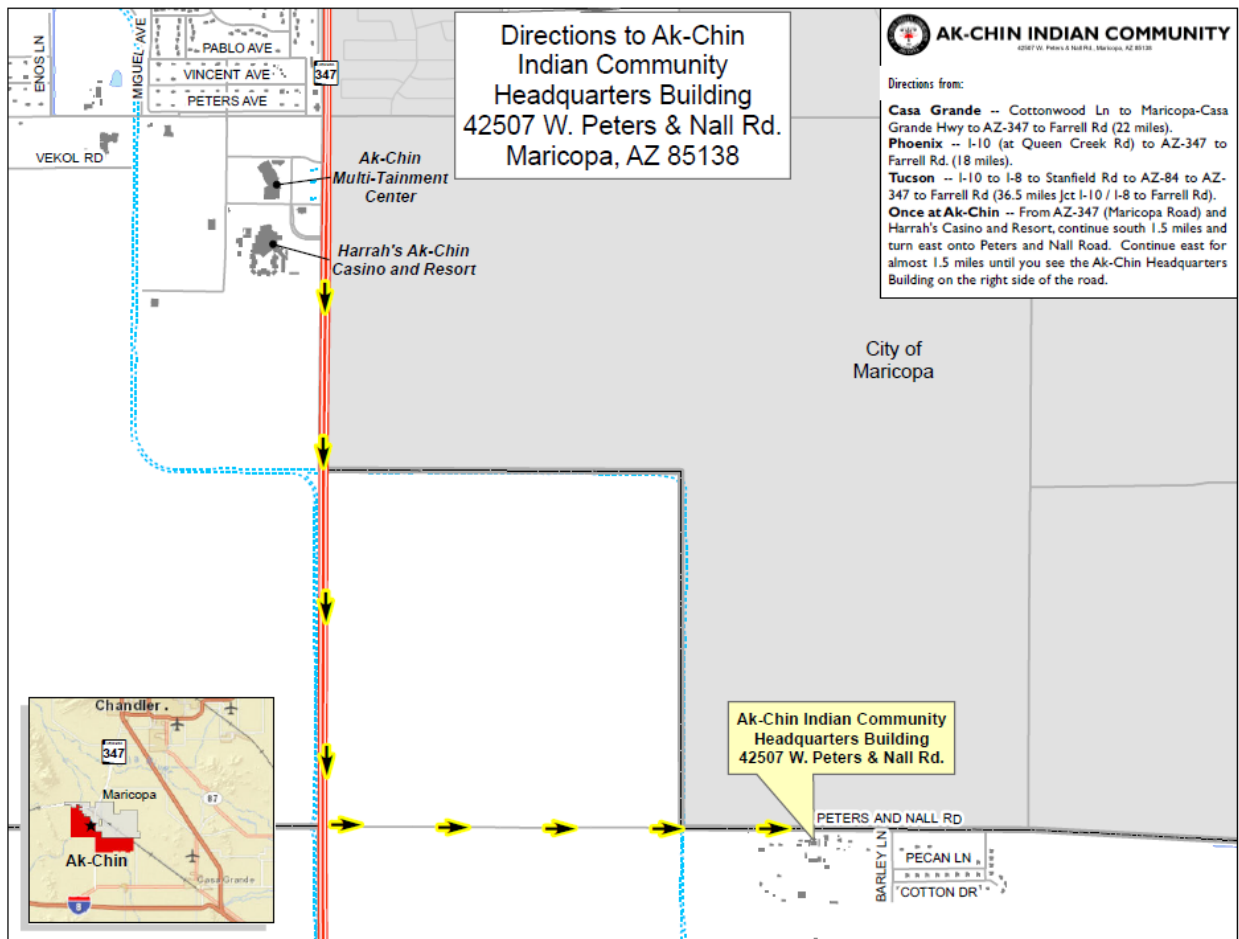 Directions to Ak-Chin
Indian Community
Headquarters Building
42507 W. Peters & Nall Rd.
Maricopa, AZ 85138
AK-CHIN INDIAN COMMUNITY
42507 W. Peters & Nall Rd., Maricopa, AZ 85138
Directions from:
Casa Grande -- Cottonwood Ln to Maricopa-Casa
Grande Hwy to AZ-347 to Farrell Rd (22 miles).
Phoenix -- I-10 (at Queen Creek Rd) to AZ-347 to
Farrell Rd. (18 miles).
Tucson -- I-10 to I-8 to Stanfield Rd to AZ-84 to AZ-
347 to Farrell Rd (36.5 miles Jct I-10 / I-8 to Farrell Rd).
Once at Ak-Chin -- From AZ-347 (Maricopa Road) and
Harrah's Casino and Resort, continue south 1.5 miles and
turn east onto Peters and Nall Road. Continue east for
almost 1.5 miles until you see the Ak-Chin Headquarters
Building on the right side of the road.
ENOS LN
MIGUEL AVE
PABLO AVE
VINCENT AVE
PETERS AVE
347
VEKOL RD
Ak-Chin
Multi-Tainment
Center
Harrah's Ak-Chin
Casino and Resort
City of
Maricopa
Ak-Chin Indian Community
Headquarters Building
42507 W. Peters & Nall Rd.
PETERS AND NALL RD
BARLEY LN
PECAN LN
COTTON DR
Chandler
347
87
Maricopa
Ak-Chin
Casa Grande
8